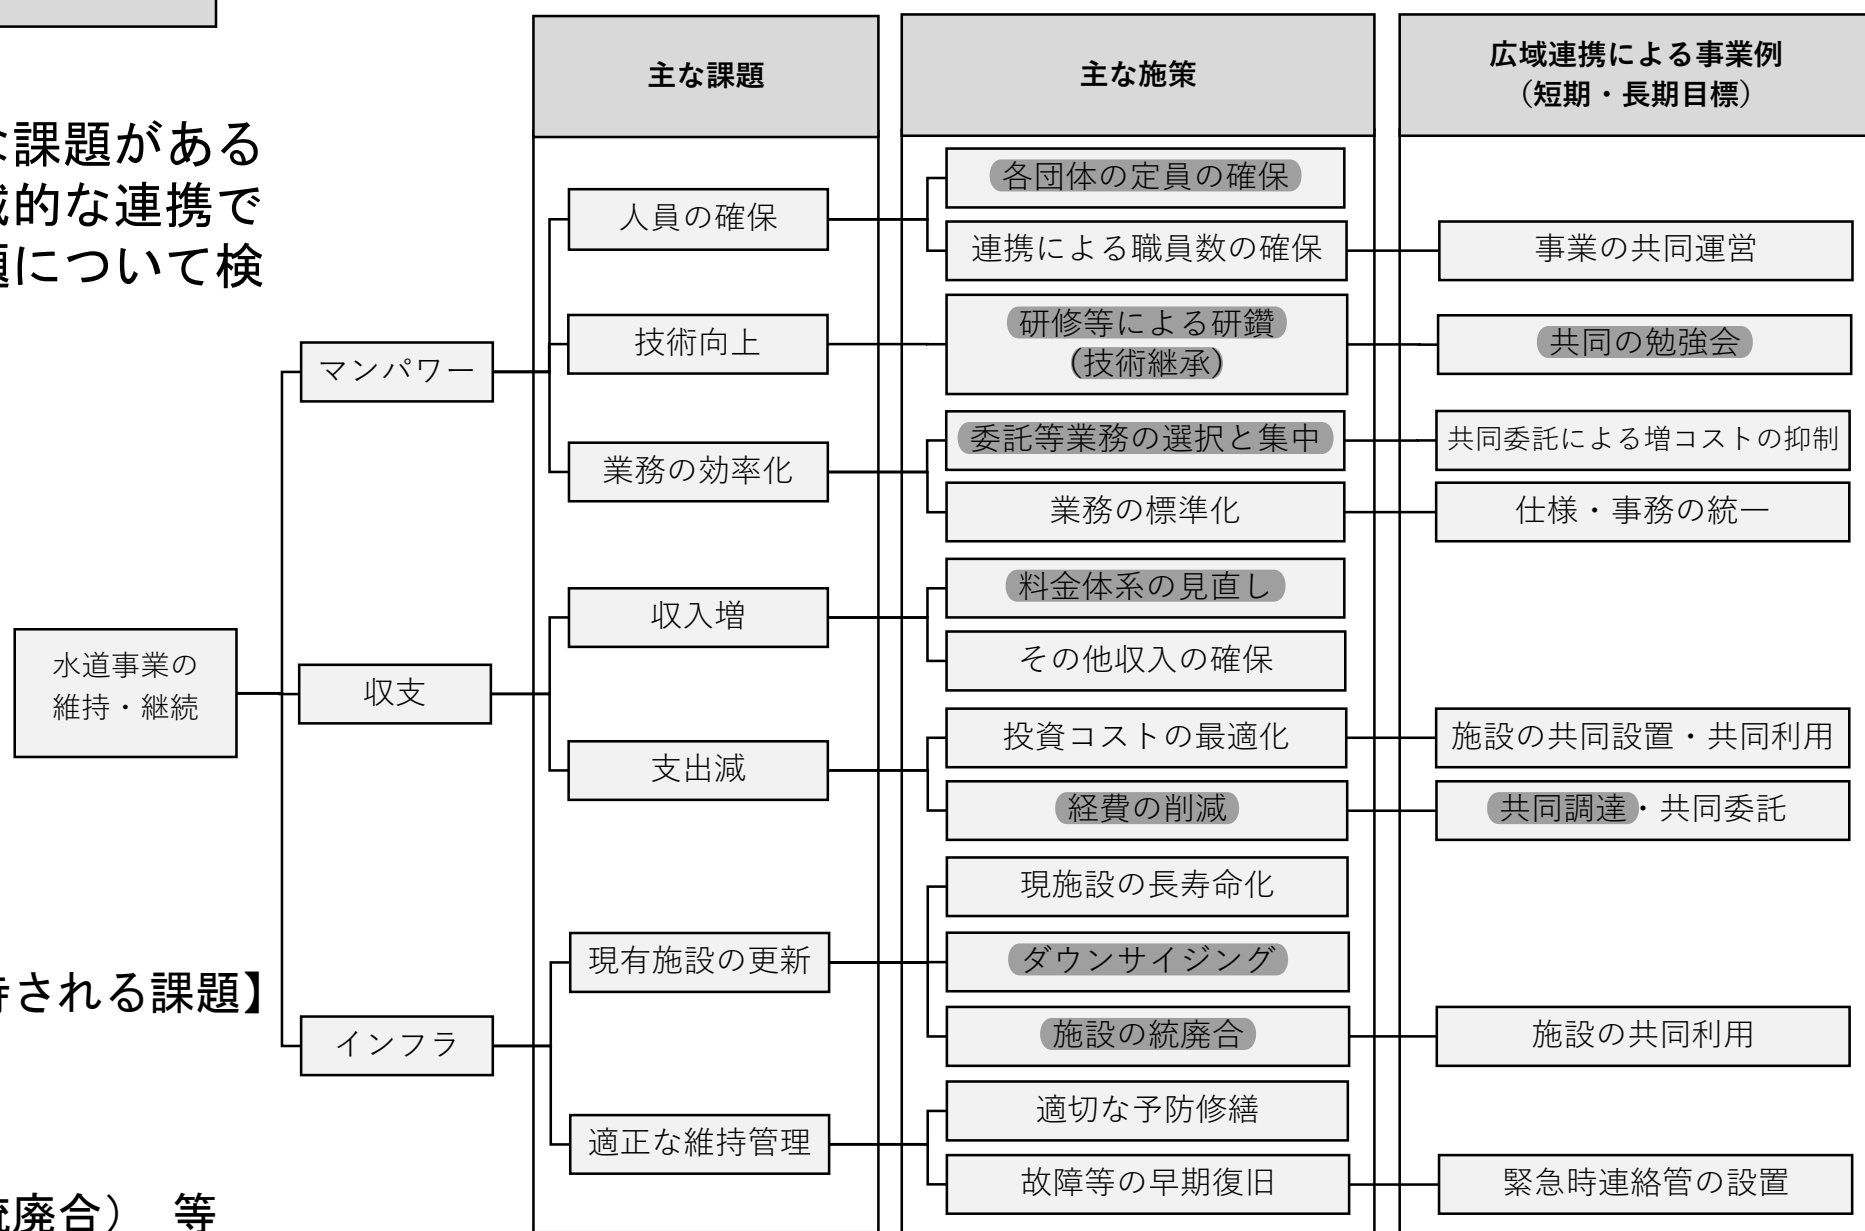 な課題がある
域的な連携で
題について検
待される課題】
統廃合） 等
主な課題
主な施策
広域連携による事業例
（短期・長期目標）
水道事業の
維持・継続
マンパワー
人員の確保
各団体の定員の確保
連携による職員数の確保
事業の共同運営
技術向上
研修等による研鑽
(技術継承)
共同の勉強会
業務の効率化
委託等業務の選択と集中
共同委託による増コストの抑制
業務の標準化
仕様・事務の統一
収支
収入増
料金体系の見直し
その他収入の確保
支出減
投資コストの最適化
施設の共同設置・共同利用
経費の削減
共同調達・共同委託
インフラ
現有施設の更新
現施設の長寿命化
ダウンサイジング
施設の統廃合
施設の共同利用
適正な維持管理
適切な予防修繕
故障等の早期復旧
緊急時連絡管の設置